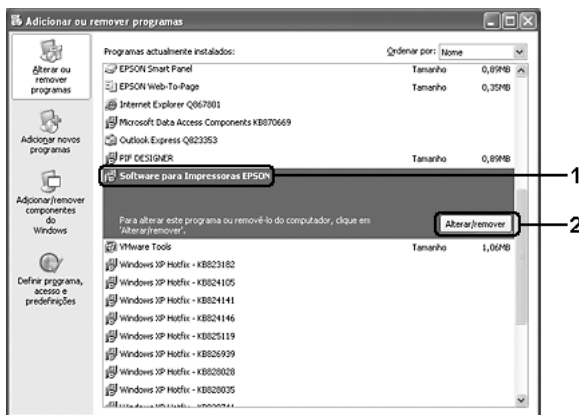 Adicionar ou remover programas
Alterar ou remover programas
Adicionar novos programas
Adicionar/remover componentes do Windows
Definir programa, acesso e predefinições
Programas actualmente instalados:
Ordenar por: Nome
EPSON Smart Panel Tamanho 0,89MB
EPSON Web-To-Page Tamanho 0,35MB
Internet Explorer Q867801
Microsoft Data Access Components KB870669
Outlook Express Q823353
PIF DESIGNER Tamanho 0,89MB
Software para Impressoras EPSON 1
Para alterar este programa ou removê-lo do computador, clique em
'Alterar/remover'. Alterar/remover 2
VMware Tools Tamanho 1,06MB
Windows XP Hotfix - KB823182
Windows XP Hotfix - KB824105
Windows XP Hotfix - KB824141
Windows XP Hotfix - KB824146
Windows XP Hotfix - KB825119
Windows XP Hotfix - KB826939
Windows XP Hotfix - KB828028
Windows XP Hotfix - KB828035